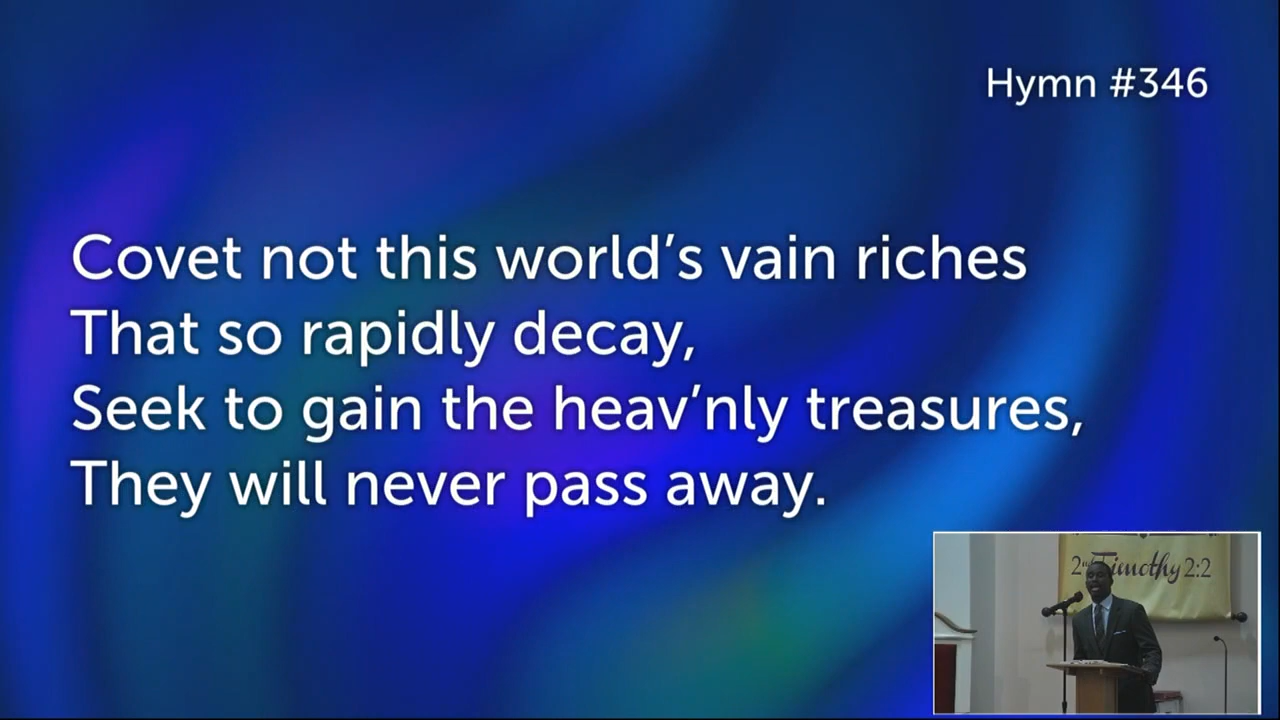 Hymn #346
Covet not this world’s vain riches
That so rapidly decay,
Seek to gain the heav’nly treasures,
They will never pass away.
2nd Timothy 2:2